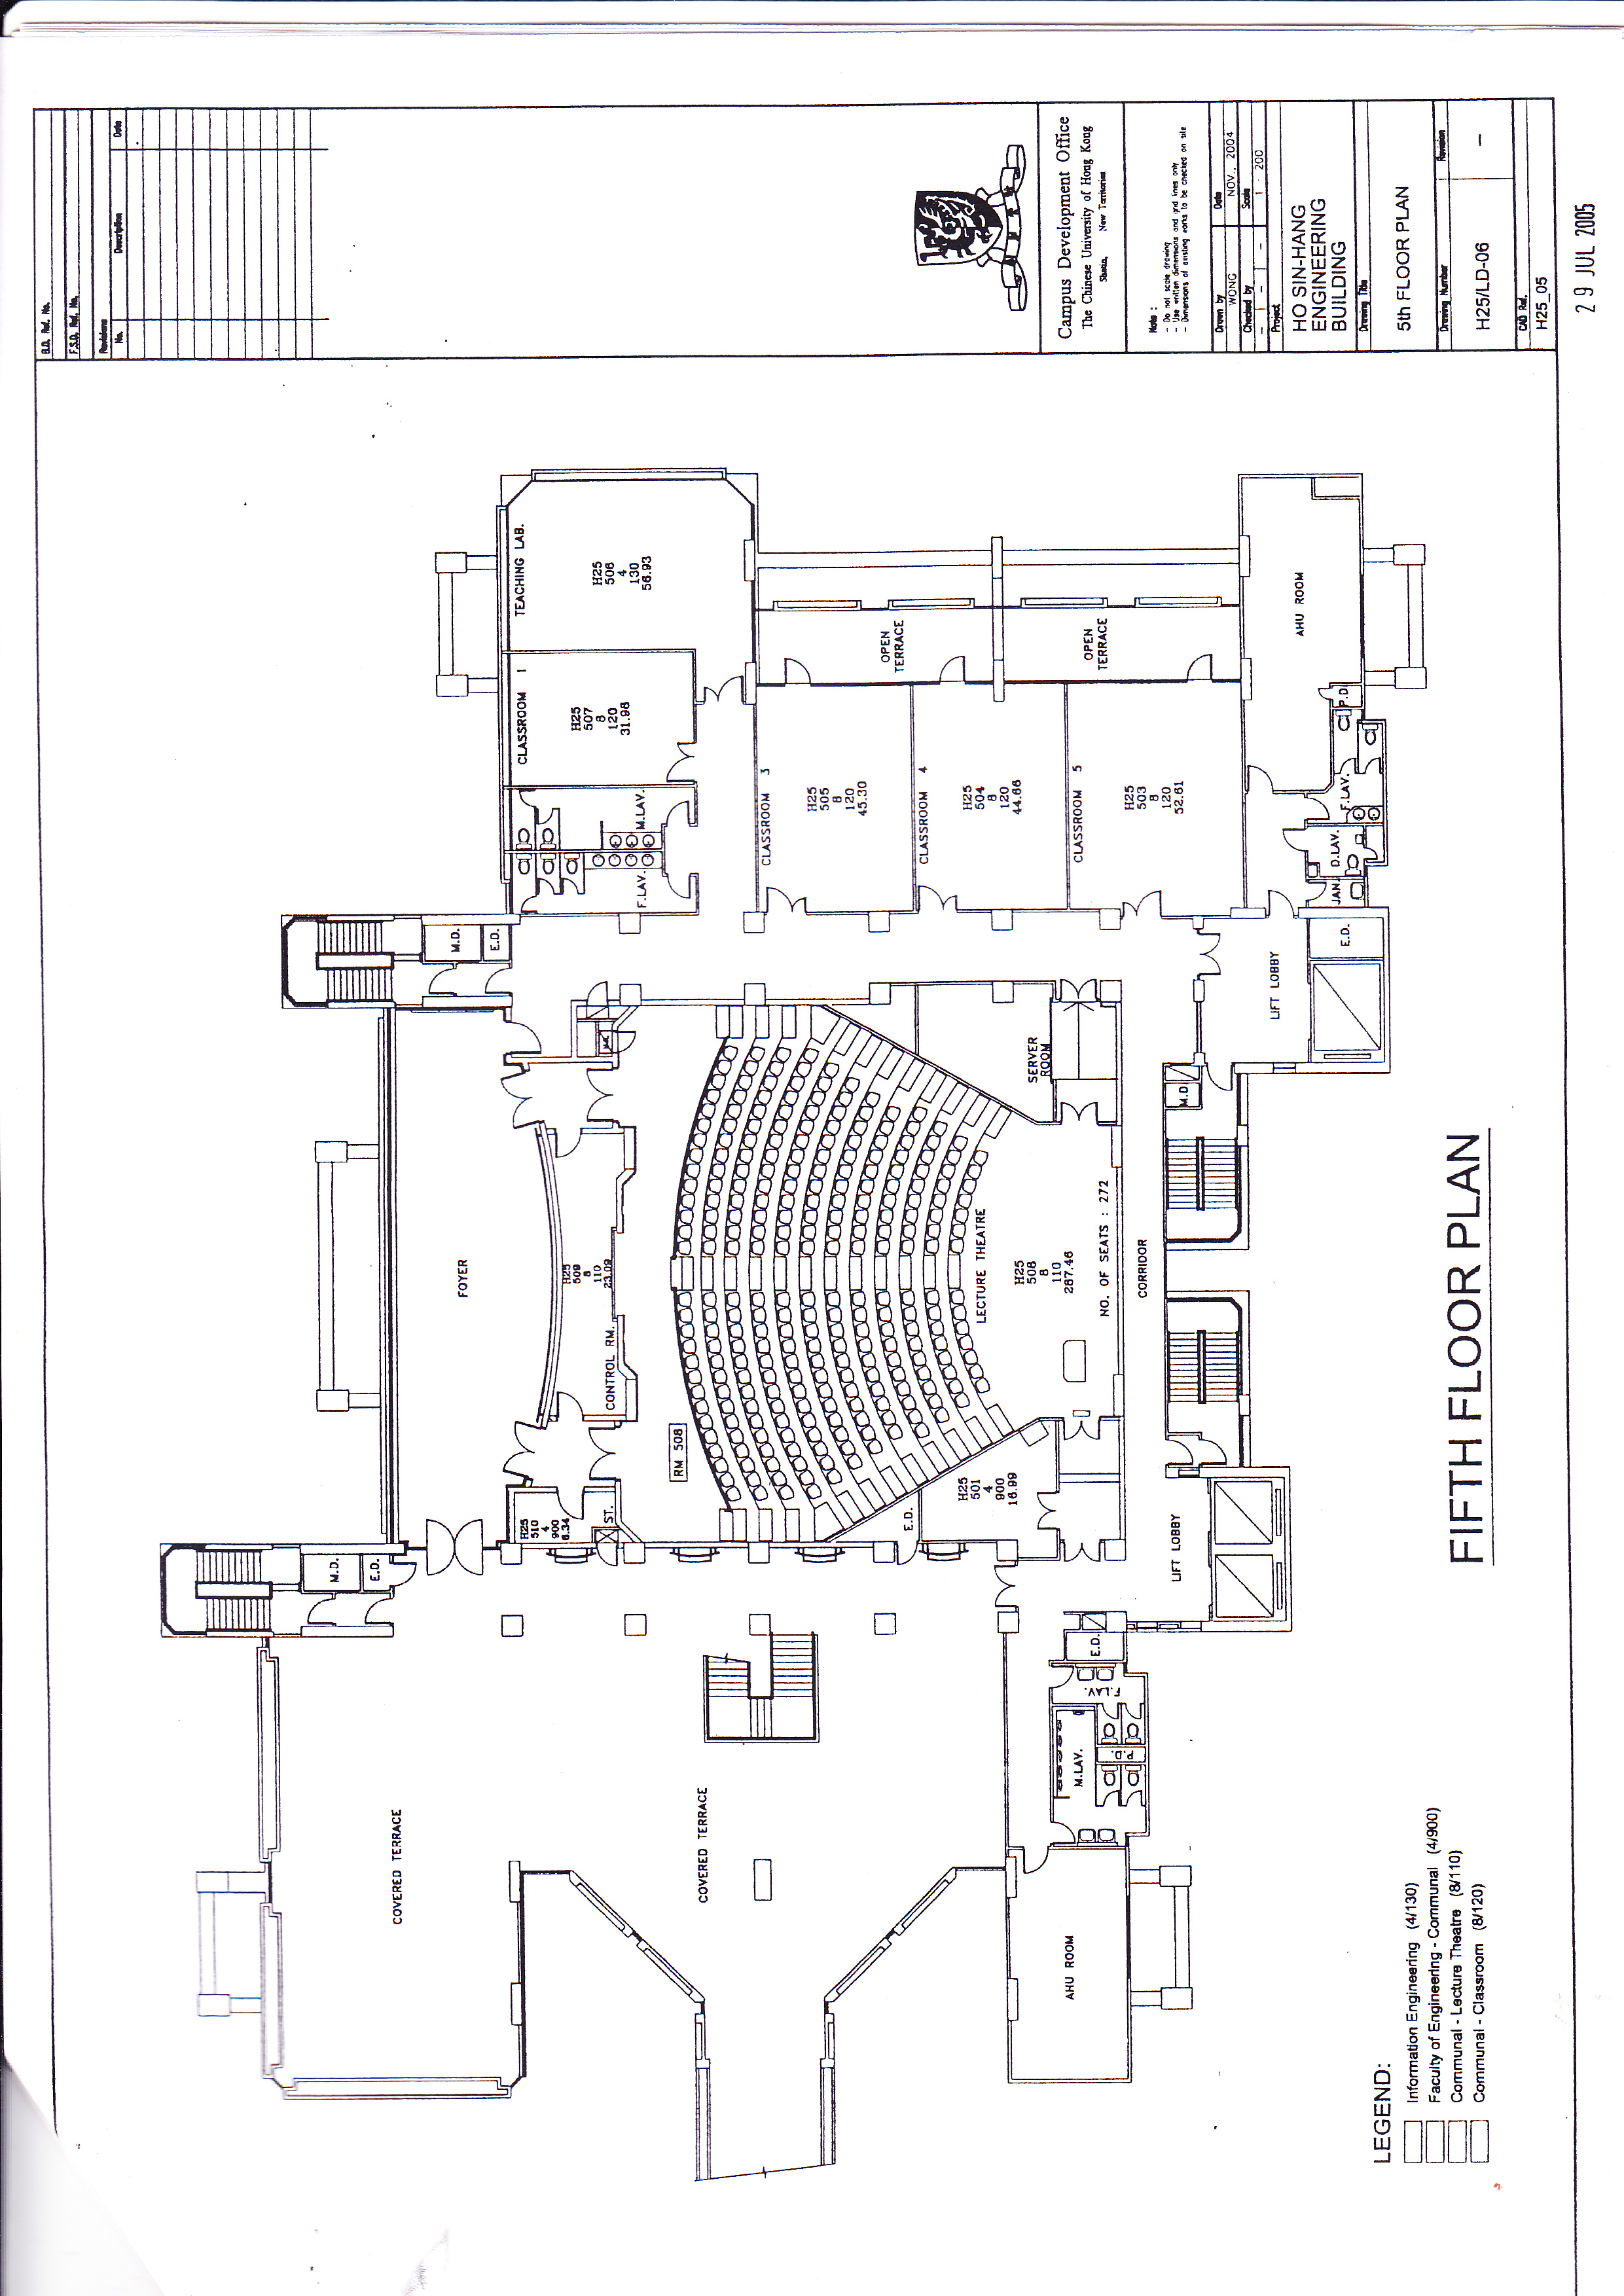 B.D. Ref. No.
F.S.D. Ref. No.
Revisions
No. Description Date
Campus Development Office
The Chinese University of Hong Kong
Shatin, New Territories
Note :
- Do not scale drawing
- Use written dimensions and grid lines only
- Dimensions of existing works to be checked on site
Drawn by
WONG
Date
NOV., 2004
Checked by
- - -
Scale
1 : 200
Project
HO SIN-HANG
ENGINEERING
BUILDING
Drawing Title
5th FLOOR PLAN
Drawing Number
H25/LD-06
Revision
-
CAD Ref.
H25_05
29 JUL 2005
TEACHING LAB.
H25
506
4
130
56.93
CLASSROOM 1
H25
507
8
120
31.98
M.LAV.
F.LAV.
OPEN
TERRACE
OPEN
TERRACE
CLASSROOM 3
H25
505
8
120
45.30
CLASSROOM 4
H25
504
8
120
44.66
CLASSROOM 5
H25
503
8
120
52.61
AHU ROOM
P.D.
F.LAV.
D.LAV.
JAN.
E.D.
LIFT LOBBY
M.D.
E.D.
SERVER
ROOM
M.D
FOYER
H25
509
8
110
23.09
CONTROL RM.
RM 508
LECTURE THEATRE
H25
508
8
110
287.46
NO. OF SEATS : 272
CORRIDOR
H25
510
4
900
6.34
ST.
E.D.
H25
501
4
900
16.99
LIFT LOBBY
M.D.
E.D.
E.D.
F.LAV.
M.LAV.
P.D.
COVERED TERRACE
COVERED TERRACE
AHU ROOM
FIFTH FLOOR PLAN
LEGEND:
Information Engineering (4/130)
Faculty of Engineering - Communal (4/900)
Communal - Lecture Theatre (8/110)
Communal - Classroom (8/120)